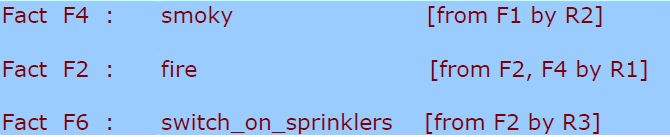 Fact F4 : smoky [from F1 by R2]
Fact F2 : fire [from F2, F4 by R1]
Fact F6 : switch_on_sprinklers [from F2 by R3]